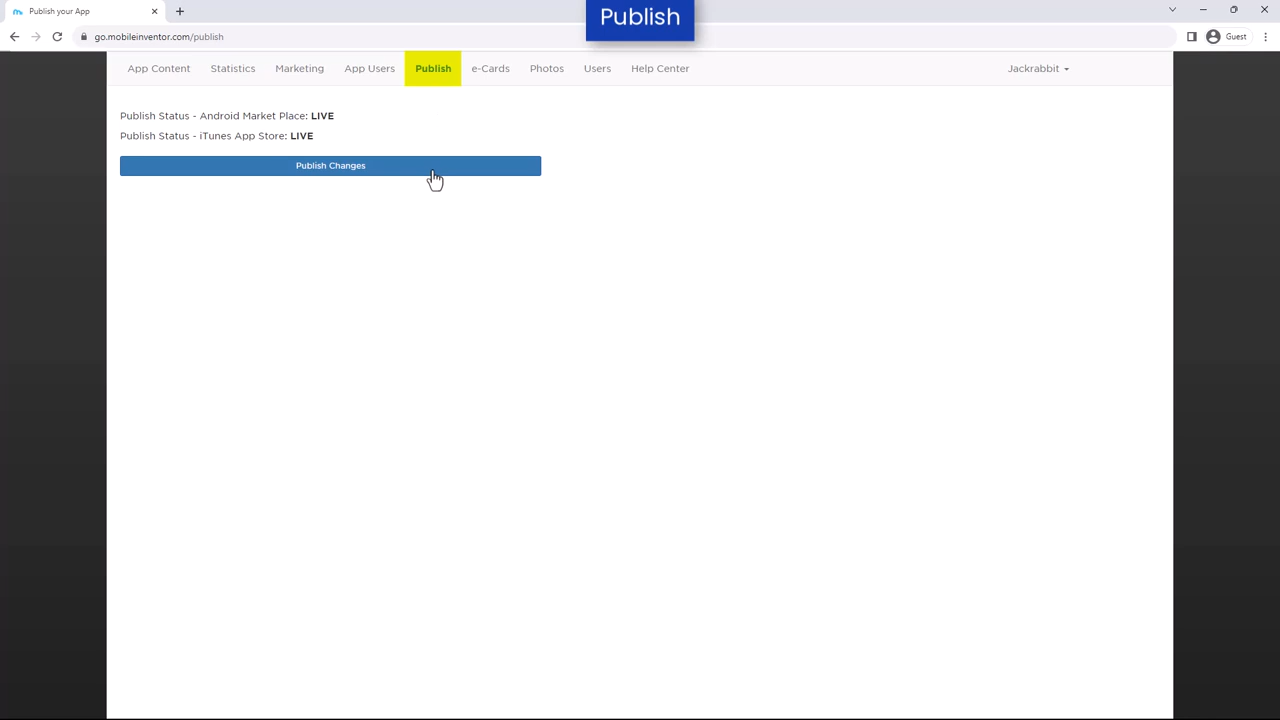 Publish your App
Publish
go.mobileinventor.com/publish
Guest
App Content Statistics Marketing App Users Publish e-Cards Photos Users Help Center Jackrabbit
Publish Status - Android Market Place: LIVE
Publish Status - iTunes App Store: LIVE
Publish Changes